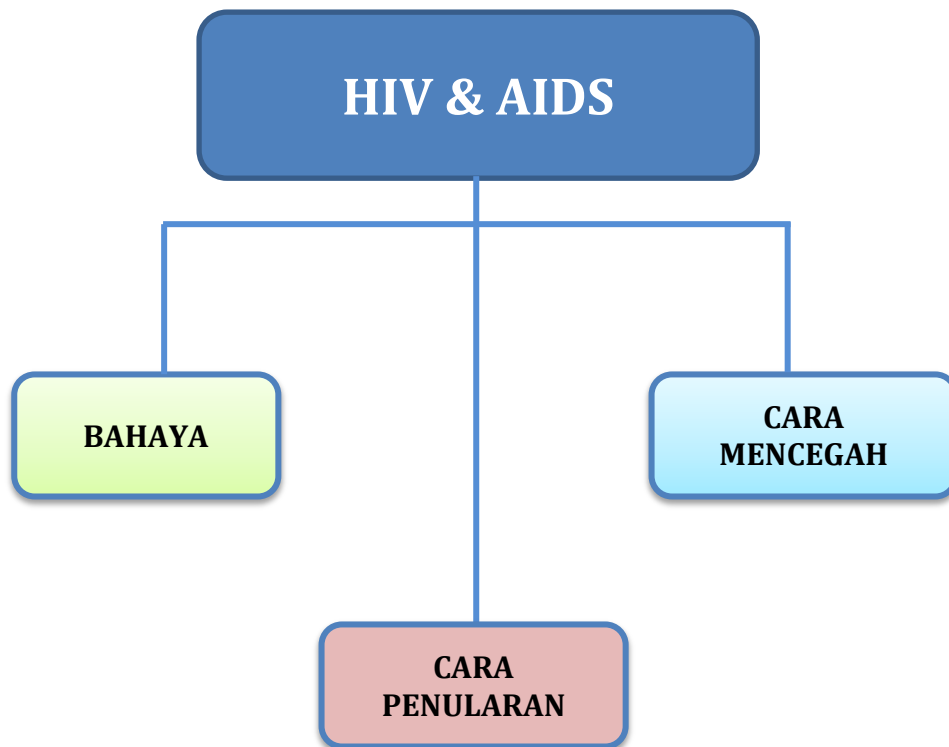 HIV & AIDS
BAHAYA
CARA
MENCEGAH
CARA
PENULARAN